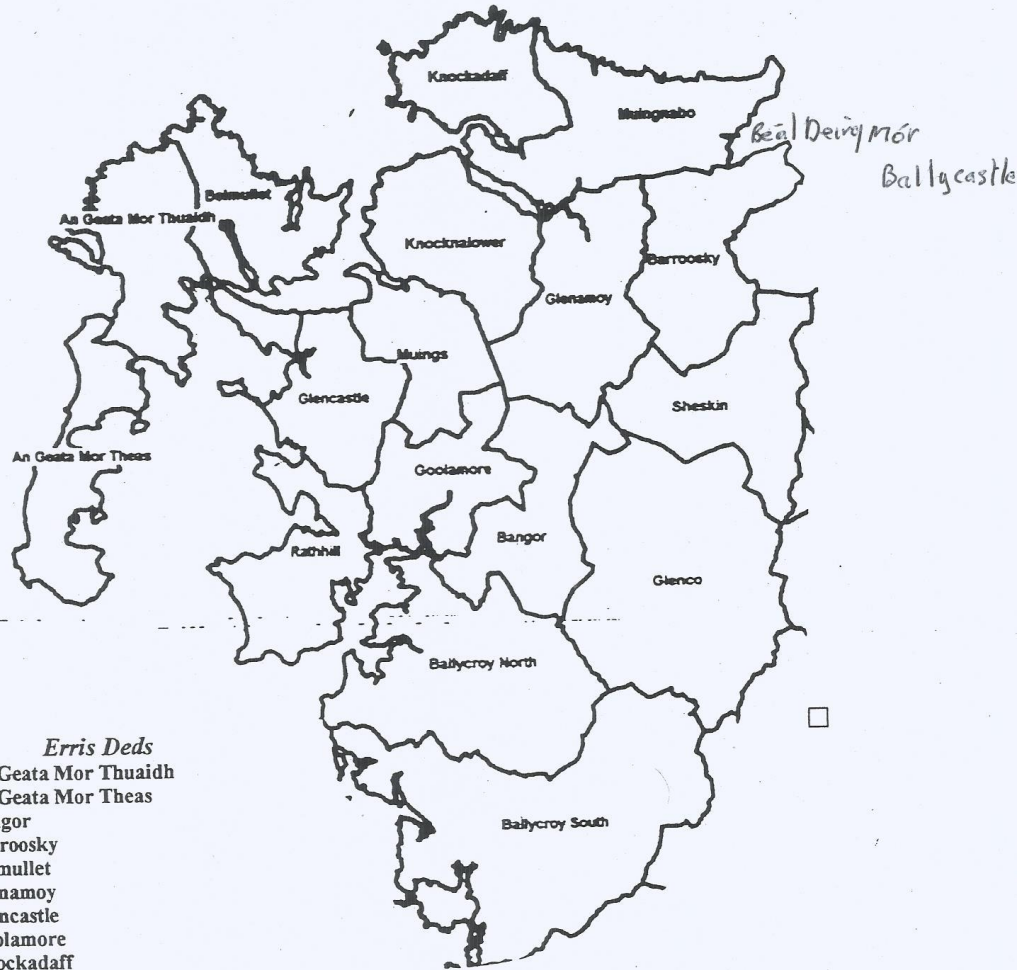 Knockadaff
Muingnabo
Béal Deirg Mór
Ballycastle
Belmullet
An Geata Mor Thuaidh
Knocknalower
Barroosky
Glenamoy
Muings
Glencastle
Sheskin
An Geata Mor Theas
Goolamore
Bangor
Rathhill
Glenco
Ballycroy North
Ballycroy South
Erris Deds
Geata Mor Thuaidh
Geata Mor Theas
gor
roosky
mullet
namoy
ncastle
olamore
ockadaff